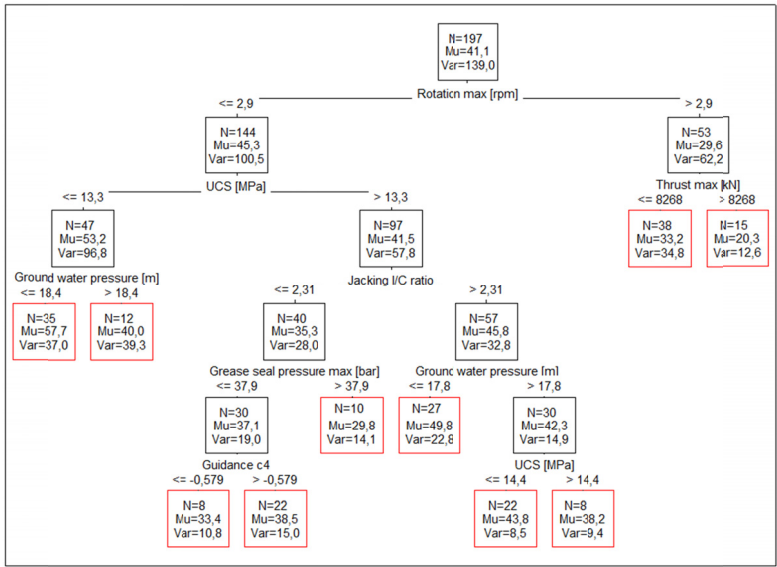 N=197
Mu=41,1
Var=139,0
Rotation max [rpm]
<= 2,9
> 2,9
N=144
Mu=45,3
Var=100,5
N=53
Mu=29,6
Var=62,2
UCS [MPa]
Thrust max [kN]
<= 13,3
> 13,3
<= 8268
> 8268
N=47
Mu=53,2
Var=96,8
N=97
Mu=41,5
Var=57,8
N=38
Mu=33,2
Var=34,8
N=15
Mu=20,3
Var=12,6
Ground water pressure [m]
Jacking I/C ratio
<= 18,4
> 18,4
<= 2,31
> 2,31
N=35
Mu=57,7
Var=37,0
N=12
Mu=40,0
Var=39,3
N=40
Mu=35,3
Var=28,0
N=57
Mu=45,8
Var=32,8
Grease seal pressure max [bar]
Ground water pressure [m]
<= 37,9
> 37,9
<= 17,8
> 17,8
N=30
Mu=37,1
Var=19,0
N=10
Mu=29,8
Var=14,1
N=27
Mu=49,8
Var=22,8
N=30
Mu=42,3
Var=14,9
Guidance c4
UCS [MPa]
<= -0,579
> -0,579
<= 14,4
> 14,4
N=8
Mu=33,4
Var=10,8
N=22
Mu=38,5
Var=15,0
N=22
Mu=43,8
Var=8,5
N=8
Mu=38,2
Var=9,4